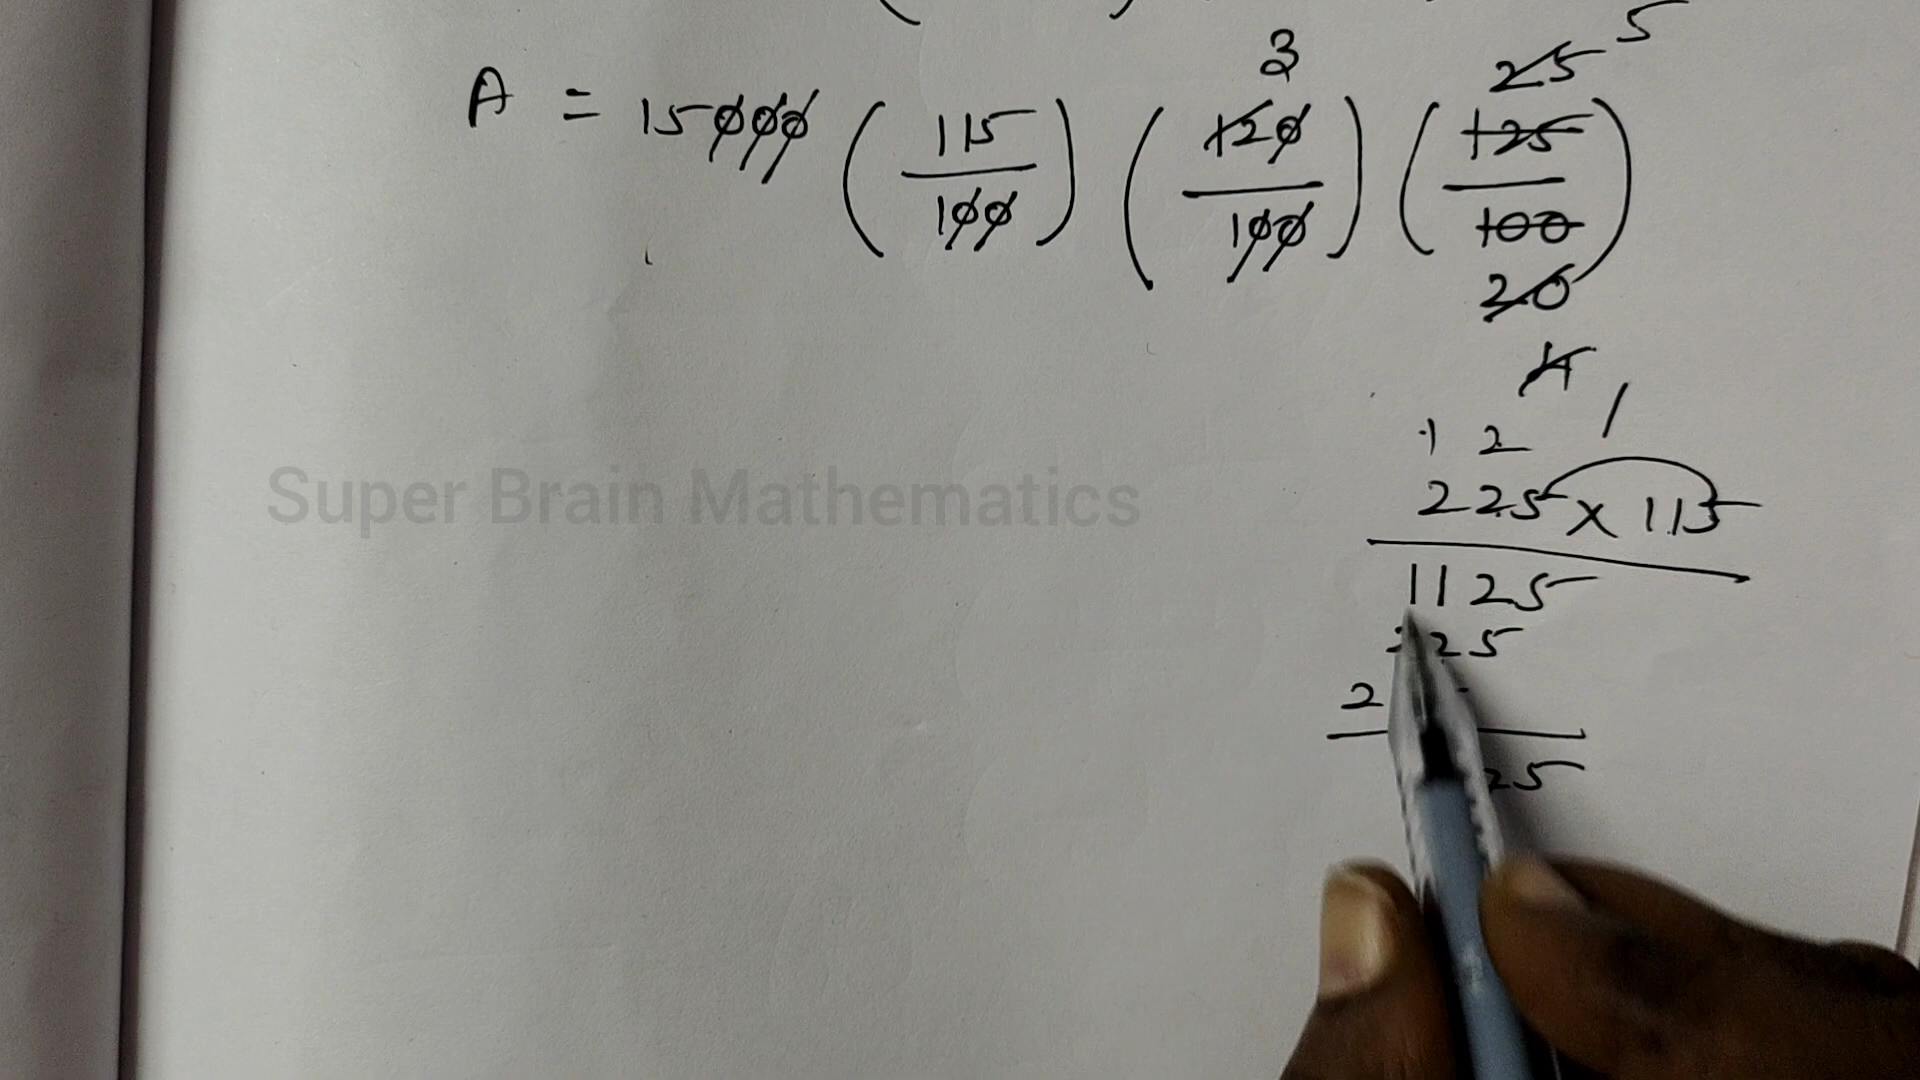 3 25 5
A = 15000 ( 115 / 100 ) ( 120 / 100 ) ( 125 / 100 )
20
4
1 2 1
225 × 115
1125
225
2
25
Super Brain Mathematics